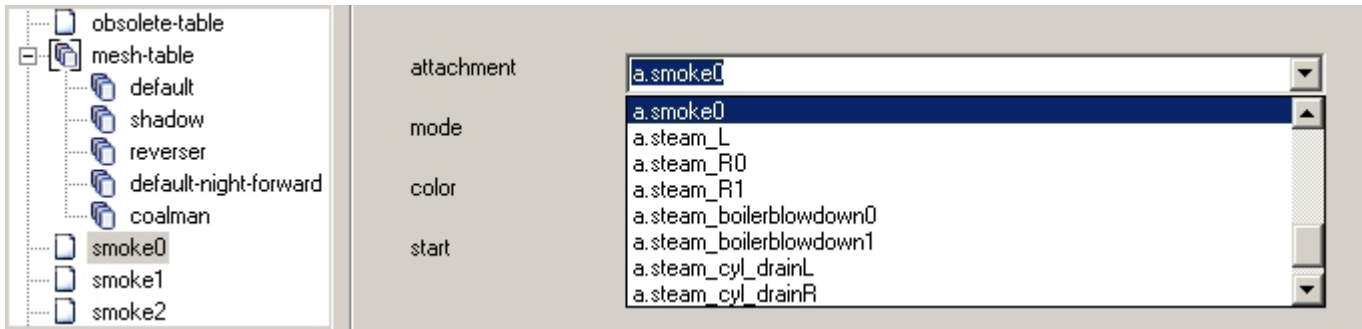 obsolete-table
mesh-table
default
shadow
reverser
default-night-forward
coalman
smoke0
smoke1
smoke2
attachment
a.smoke0
a.smoke0
a.steam_L
mode
a.steam_R0
a.steam_R1
color
a.steam_boilerblowdown0
a.steam_boilerblowdown1
start
a.steam_cyl_drainL
a.steam_cyl_drainR